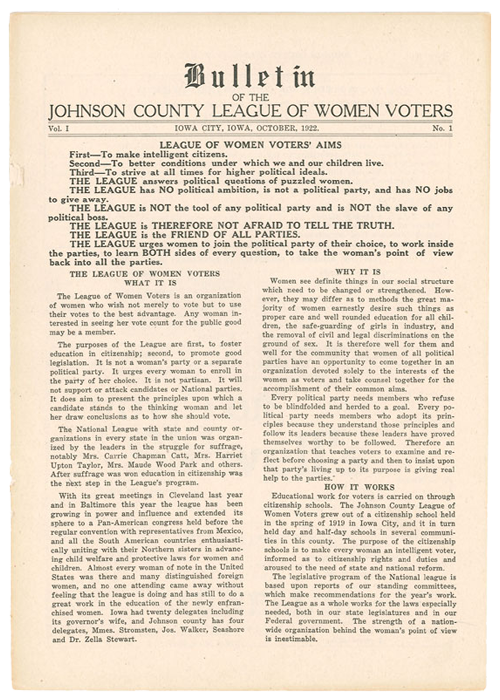 Bulletin
OF THE
JOHNSON COUNTY LEAGUE OF WOMEN VOTERS
Vol. I IOWA CITY, IOWA, OCTOBER, 1922. No. 1
LEAGUE OF WOMEN VOTERS' AIMS
First—To make intelligent citizens.
Second—To better conditions under which we and our children live.
Third—To strive at all times for higher political ideals.
THE LEAGUE answers political questions of puzzled women.
THE LEAGUE has NO political ambition, is not a political party, and has NO jobs
to give away.
THE LEAGUE is NOT the tool of any political party and is NOT the slave of any
political boss.
THE LEAGUE is THEREFORE NOT AFRAID TO TELL THE TRUTH.
THE LEAGUE is the FRIEND OF ALL PARTIES.
THE LEAGUE urges women to join the political party of their choice, to work inside
the parties, to learn BOTH sides of every question, to take the woman's point of view
back into all the parties.
THE LEAGUE OF WOMEN VOTERS
WHAT IT IS
The League of Women Voters is an organization
of women who wish not merely to vote but to use
their votes to the best advantage. Any woman in-
terested in seeing her vote count for the public good
may be a member.
The purposes of the League are first, to foster
education in citizenship; second, to promote good
legislation. It is not a woman's party or a separate
political party. It urges every woman to enroll in
the party of her choice. It is not partisan. It will
not support or attack candidates or National parties.
It does aim to present the principles upon which a
candidate stands to the thinking woman and let
her draw conclusions as to how she should vote.
The National League with state and county or-
ganizations in every state in the union was organ-
ized by the leaders in the struggle for suffrage,
notably Mrs. Carrie Chapman Catt, Mrs. Harriet
Upton Taylor, Mrs. Maude Wood Park and others.
After suffrage was won education in citizenship was
the next step in the League's program.
With its great meetings in Cleveland last year
and in Baltimore this year the league has been
growing in power and influence and extended its
sphere to a Pan-American congress held before the
regular convention with representatives from Mexico,
and all the South American countries enthusiasti-
cally uniting with their Northern sisters in advanc-
ing child welfare and protective laws for women and
children. Almost every woman of note in the United
States was there and many distinguished foreign
women, and no one attending came away without
feeling that the league is doing and has still to do a
great work in the education of the newly enfran-
chised women. Iowa had twenty delegates including
its governor's wife, and Johnson county has four
delegates, Mmes. Stromsten, Jos. Walker, Seashore
and Dr. Zella Stewart.
WHY IT IS
Women see definite things in our social structure
which need to be changed or strengthened. How-
ever, they may differ as to methods the great ma-
jority of women earnestly desire such things as
proper care and well rounded education for all chil-
dren, the safe-guarding of girls in industry, and
the removal of civil and legal discriminations on the
ground of sex. It is therefore well for them and
well for the community that women of all political
parties have an opportunity to come together in an
organization devoted solely to the interests of the
women as voters and take counsel together for the
accomplishment of their common aims.
Every political party needs members who refuse
to be blindfolded and herded to a goal. Every po-
litical party needs members who adopt its prin-
ciples because they understand those principles and
follow its leaders because these leaders have proved
themselves worthy to be followed. Therefore an
organization that teaches voters to examine and re-
flect before choosing a party and then to insist upon
that party's living up to its purpose is giving real
help to the parties.
HOW IT WORKS
Educational work for voters is carried on through
citizenship schools. The Johnson County League of
Women Voters grew out of a citizenship school held
in the spring of 1919 in Iowa City, and it in turn
held day and half-day schools in several communi-
ties in this county. The purpose of the citizenship
schools is to make every woman an intelligent voter,
informed as to citizenship rights and duties and
aroused to the need of state and national reform.
The legislative program of the National league is
based upon reports of our standing committees,
which make recommendations for the year's work.
The League as a whole works for the laws especially
needed, both in our state legislatures and in our
Federal government. The strength of a nation-
wide organization behind the woman's point of view
is inestimable.